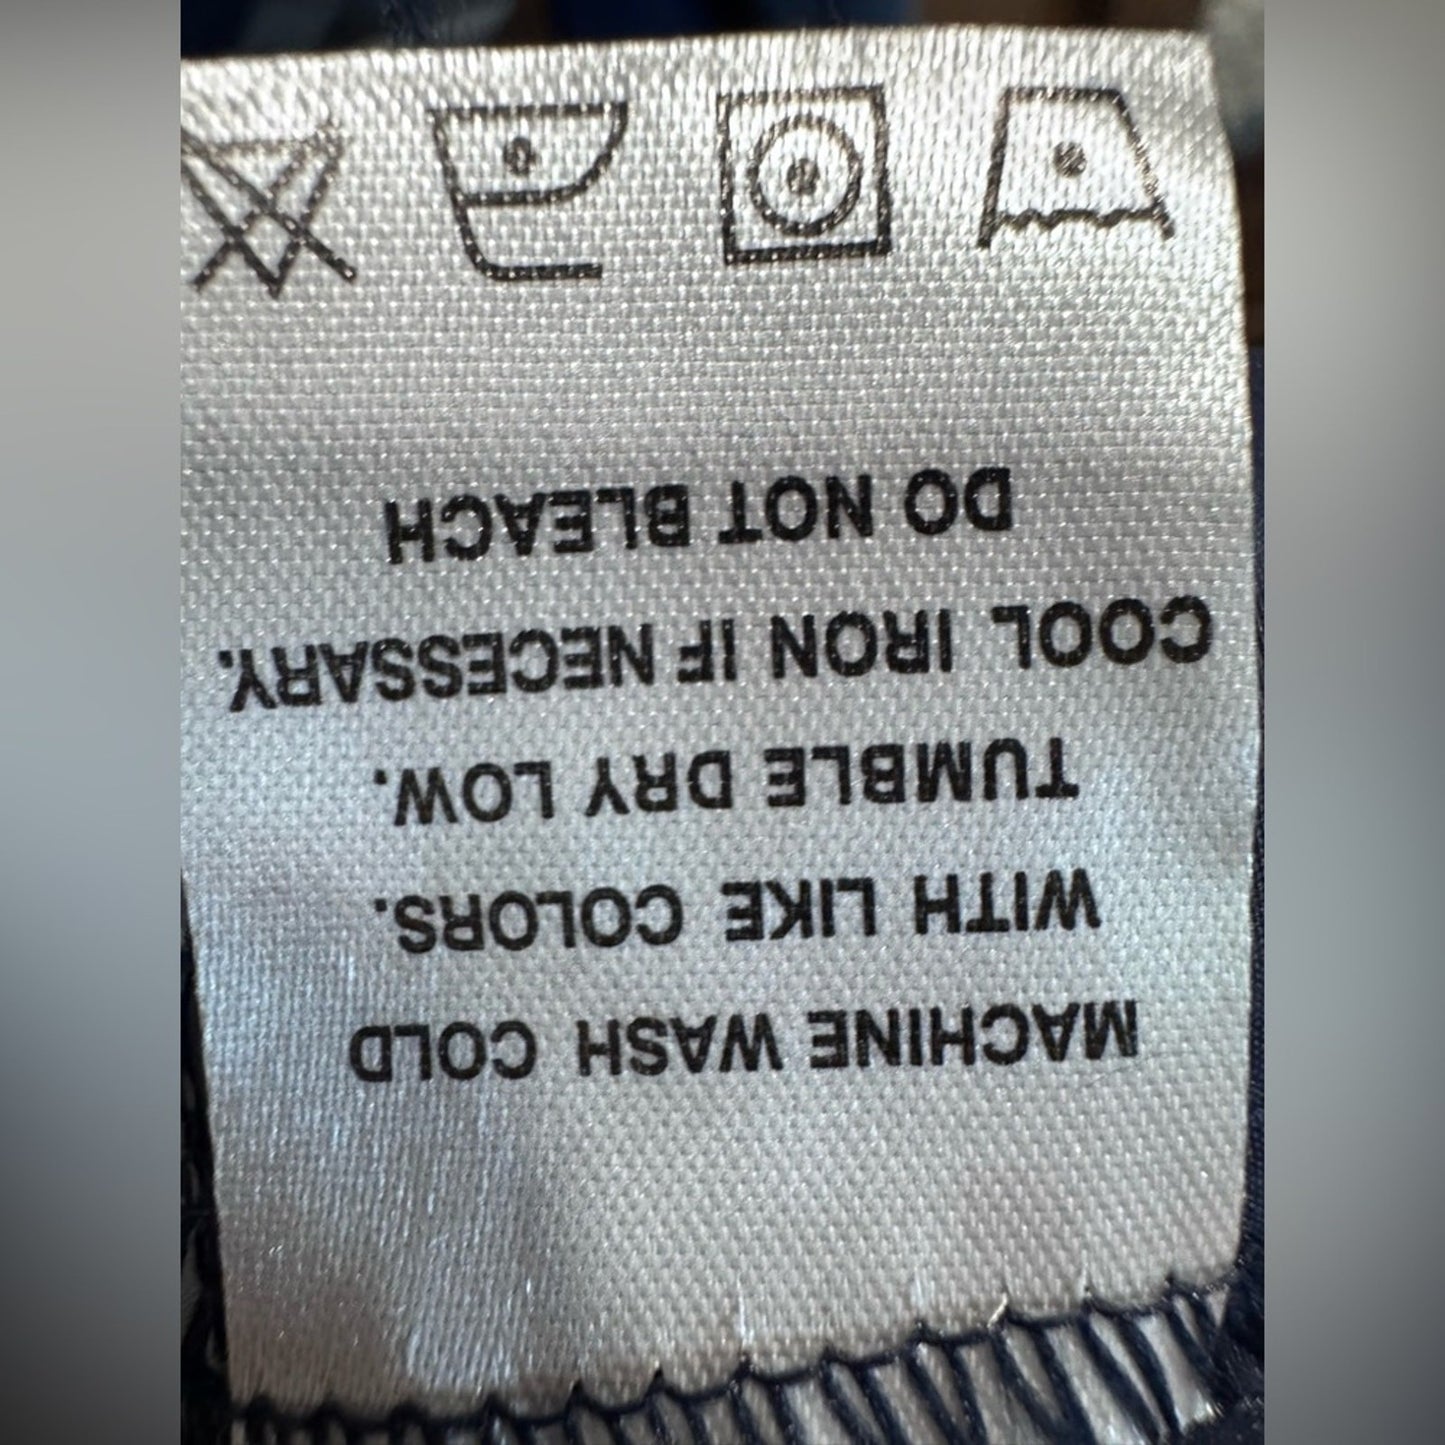 MACHINE WASH COLD
WITH LIKE COLORS.
TUMBLE DRY LOW.
COOL IRON IF NECESSARY.
DO NOT BLEACH